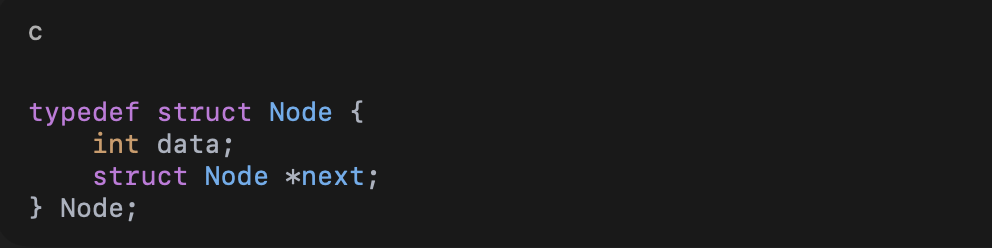 c
typedef struct Node {
    int data;
    struct Node *next;
} Node;